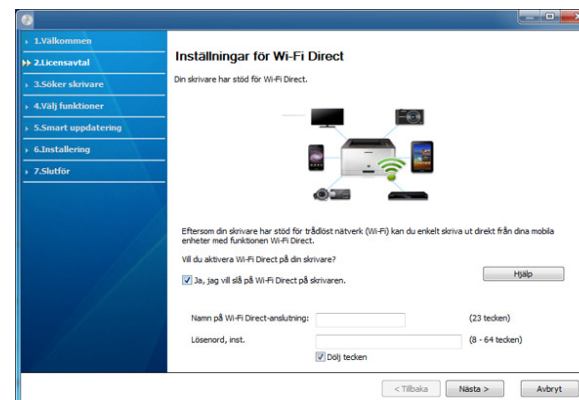 1.Välkommen
2.Licensavtal
3.Söker skrivare
4.Välj funktioner
5.Smart uppdatering
6.Installering
7.Slutför
Inställningar för Wi-Fi Direct
Din skrivare har stöd för Wi-Fi Direct.
Eftersom din skrivare har stöd för trådlöst nätverk (Wi-Fi) kan du enkelt skriva ut direkt från dina mobila
enheter med funktionen Wi-Fi Direct.
Vill du aktivera Wi-Fi Direct på din skrivare?
Ja, jag vill slå på Wi-Fi Direct på skrivaren.
Hjälp
Namn på Wi-Fi Direct-anslutning: (23 tecken)
Lösenord, inst. (8 - 64 tecken)
Dölj tecken
< Tillbaka Nästa > Avbryt